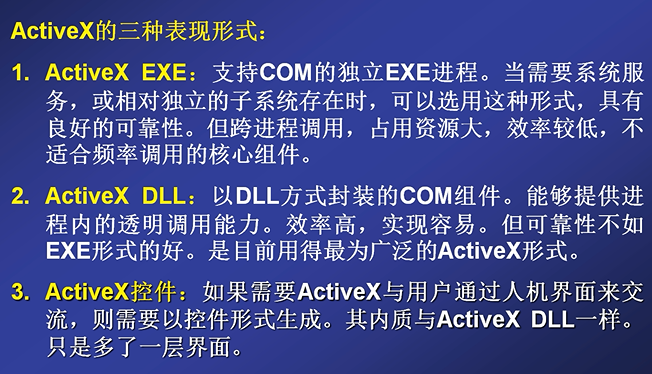 ActiveX的三种表现形式：
1. ActiveX EXE：支持COM的独立EXE进程。当需要系统服
务，或相对独立的子系统存在时，可以选用这种形式，具有
良好的可靠性。但跨进程调用，占用资源大，效率较低，不
适合频率调用的核心组件。
2. ActiveX DLL：以DLL方式封装的COM组件。能够提供进
程内的透明调用能力。效率高，实现容易。但可靠性不如
EXE形式的好。是目前用得最为广泛的ActiveX形式。
3. ActiveX控件：如果需要ActiveX与用户通过人机界面来交
流，则需要以控件形式生成。其内质与ActiveX DLL一样。
只是多了一层界面。